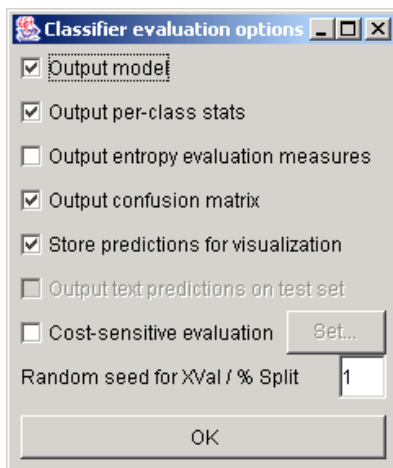 Classifier evaluation options
Output model
Output per-class stats
Output entropy evaluation measures
Output confusion matrix
Store predictions for visualization
Output text predictions on test set
Cost-sensitive evaluation Set...
Random seed for XVal / % Split 1
OK